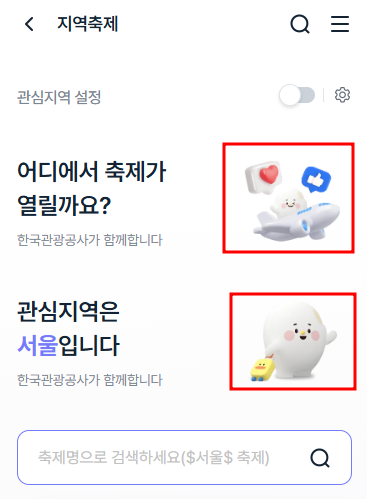 지역축제
관심지역 설정
어디에서 축제가
열릴까요?
한국관광공사가 함께합니다
관심지역은
서울입니다
한국관광공사가 함께합니다
축제명으로 검색하세요($서울$ 축제)